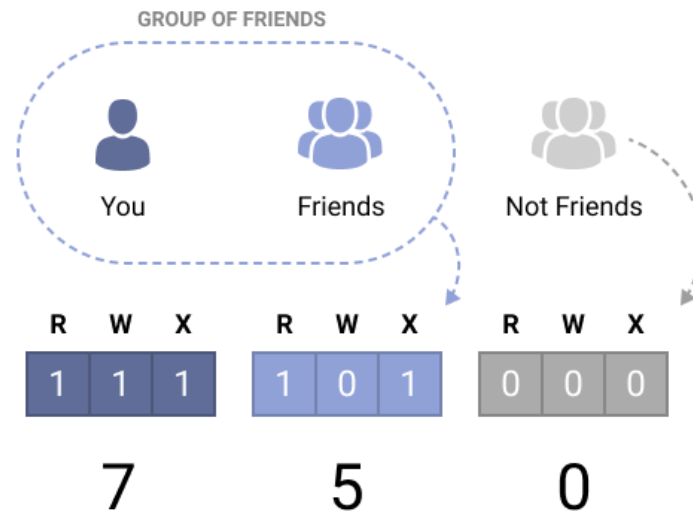 GROUP OF FRIENDS
You Friends Not Friends
R W X R W X R W X
1 1 1 1 0 1 0 0 0
7 5 0